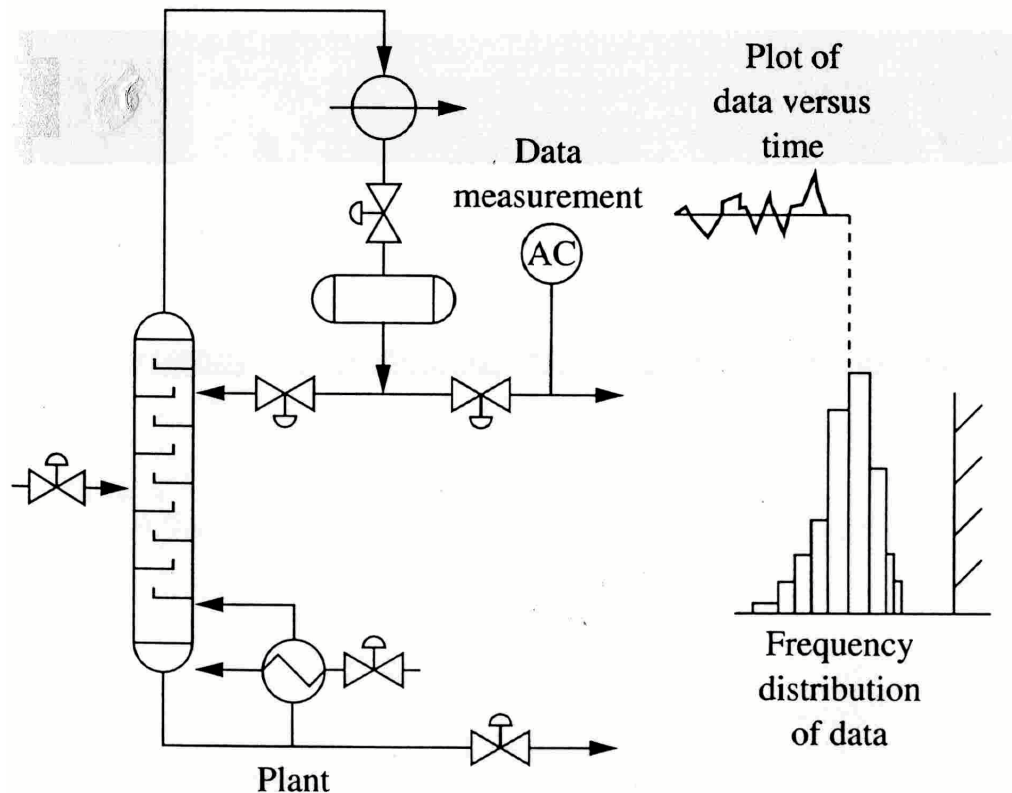 Plot of
data versus
time
Data
measurement
AC
Frequency
distribution
of data
Plant